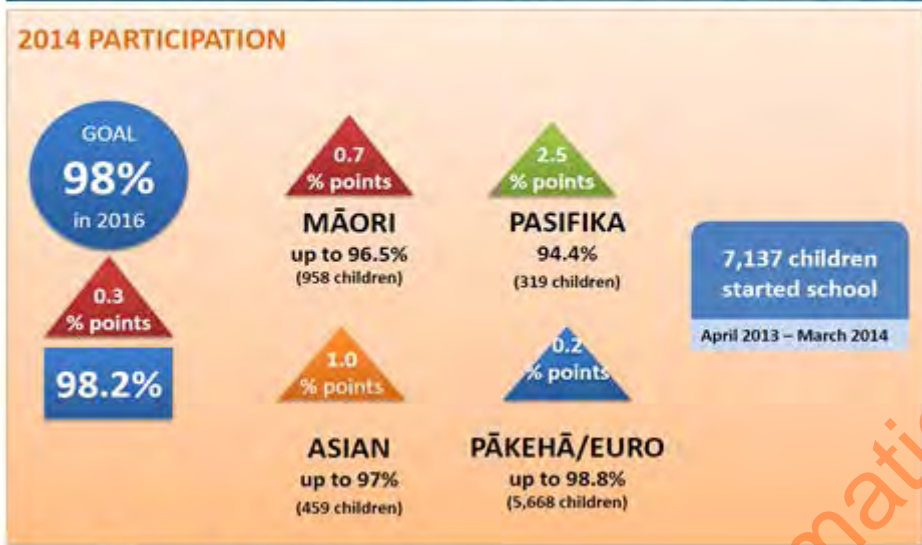 2014 PARTICIPATION
GOAL
98%
in 2016
0.3
% points
98.2%
0.7
% points
MĀORI
up to 96.5%
(958 children)
2.5
% points
PASIFIKA
94.4%
(319 children)
1.0
% points
ASIAN
up to 97%
(459 children)
0.2
% points
PĀKEHĀ/EURO
up to 98.8%
(5,668 children)
7,137 children
started school
April 2013 – March 2014